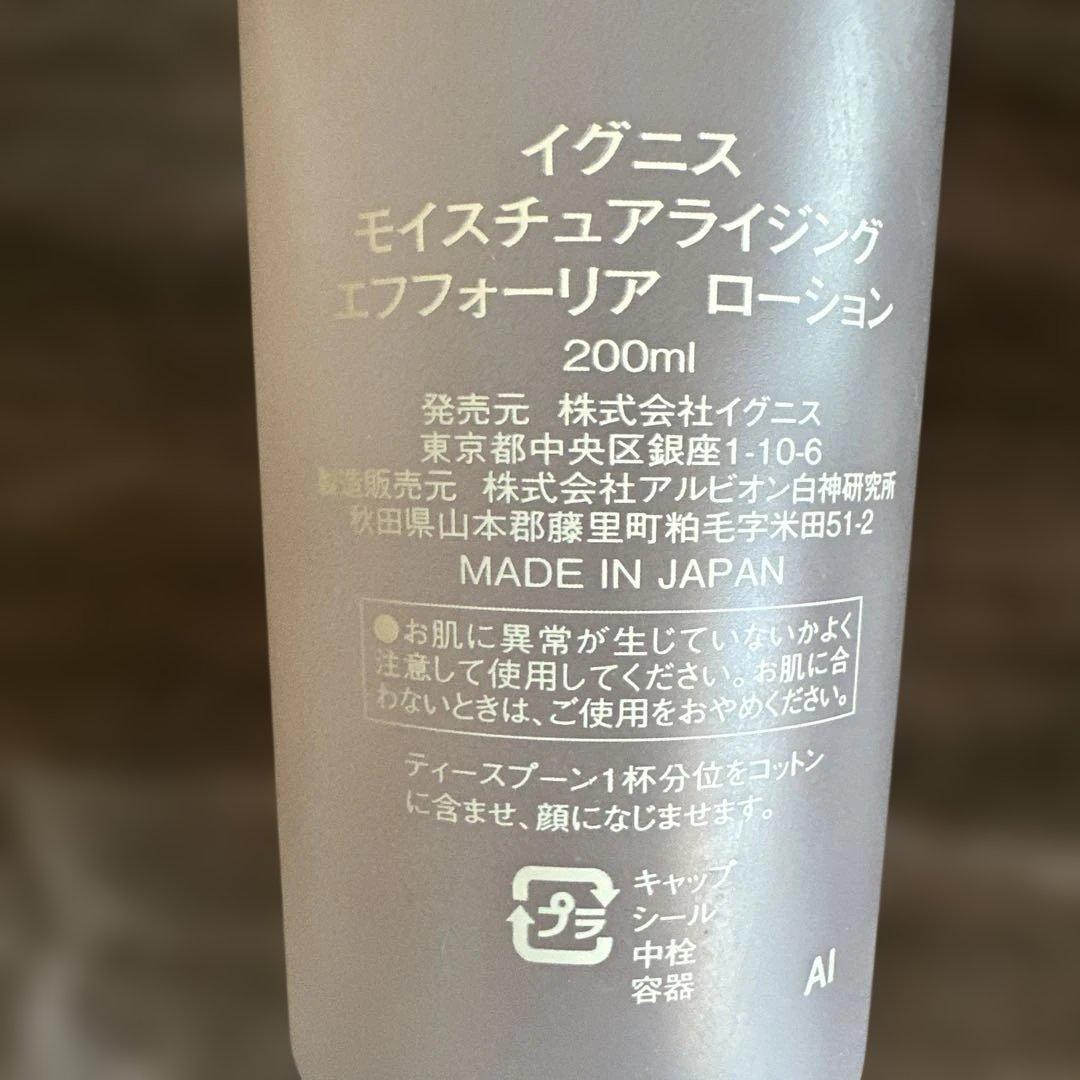 イグニス
モイスチュアライジング
エフフォーリア ローション
200ml
発売元 株式会社イグニス
東京都中央区銀座1-10-6
製造販売元 株式会社アルビオン白神研究所
秋田県山本郡藤里町粕毛字米田51-2
MADE IN JAPAN
●お肌に異常が生じていないかよく
注意して使用してください。お肌に合
わないときは、ご使用をおやめください。
ティースプーン1杯分位をコットン
に含ませ、顔になじませます。
プラ
キャップ
シール
中栓
容器
AI